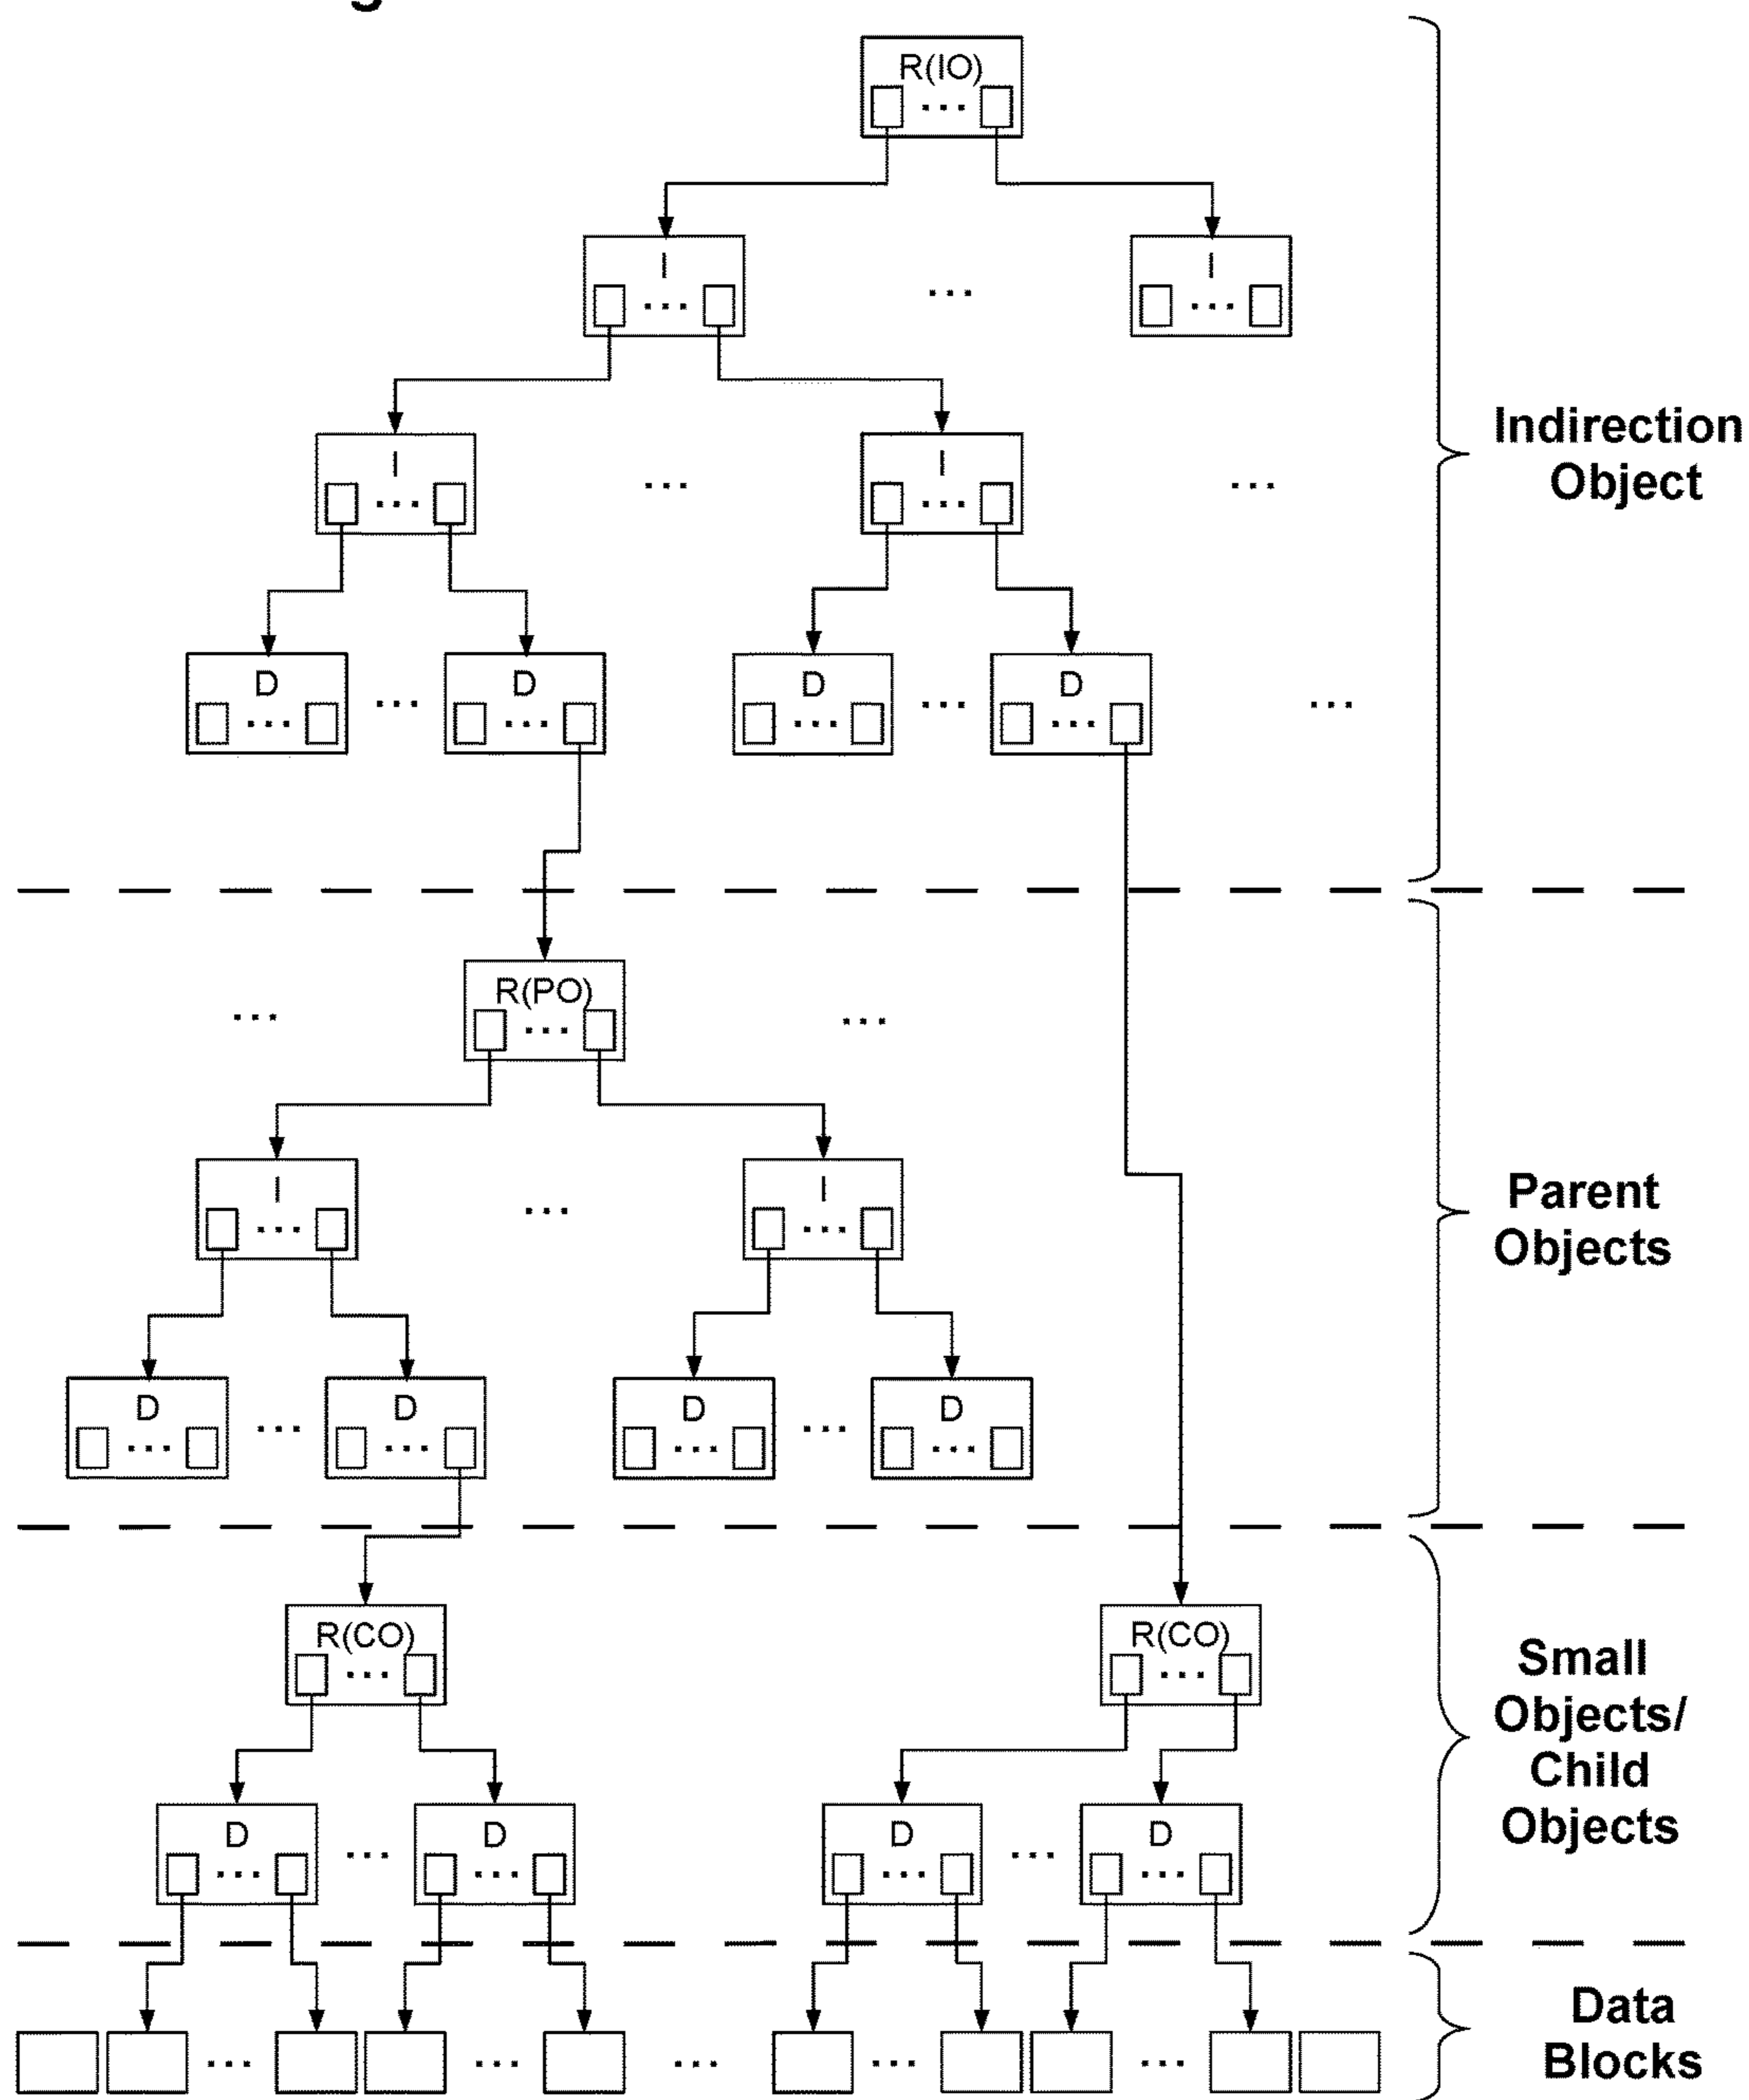 R(IO)
... 
I
...
...
I
...
Indirection
Object
I
...
...
I
...
...
D
...
...
D
...
D
...
...
D
...
...
...
R(PO)
...
...
Parent
Objects
I
...
...
I
...
D
...
...
D
...
D
...
...
D
...
R(CO)
...
R(CO)
...
Small
Objects/
Child
Objects
D
...
...
D
...
D
...
...
D
...
Data
Blocks
...
...
...
...
...